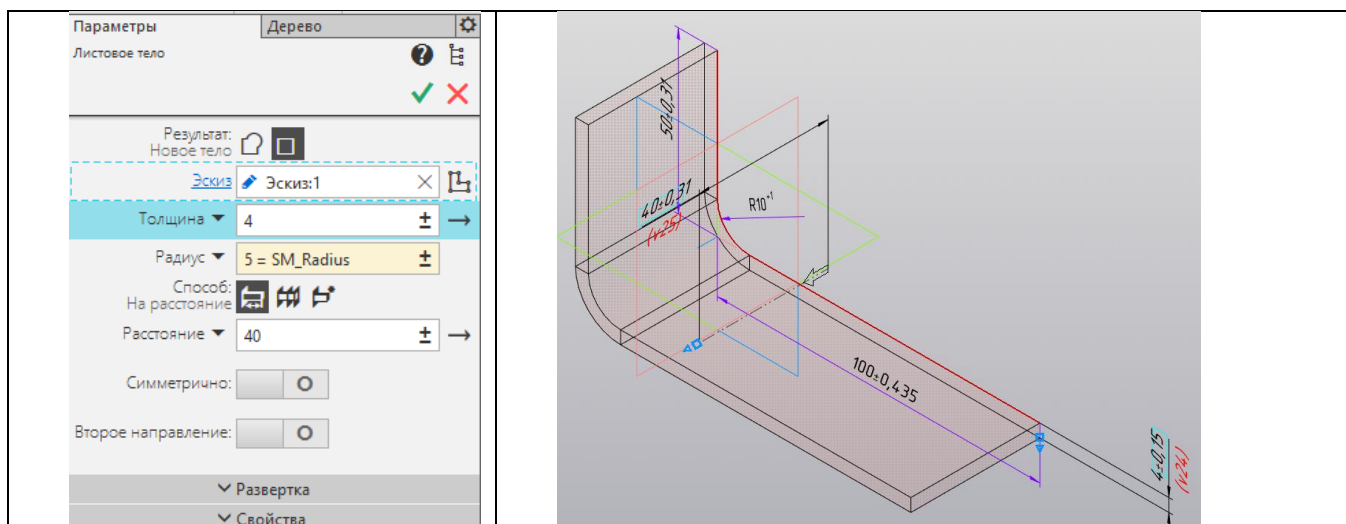 Параметры
Дерево
Листовое тело
Результат:
Новое тело
Эскиз
Эскиз:1
Толщина
4
Радиус
5 = SM_Radius
Способ:
На расстояние
Расстояние
40
Симметрично:
Второе направление:
Развертка
Свойства
50±0,31
40±0,31
(v25)
R10⁺¹
100±0,435
4±0,15
(v24)